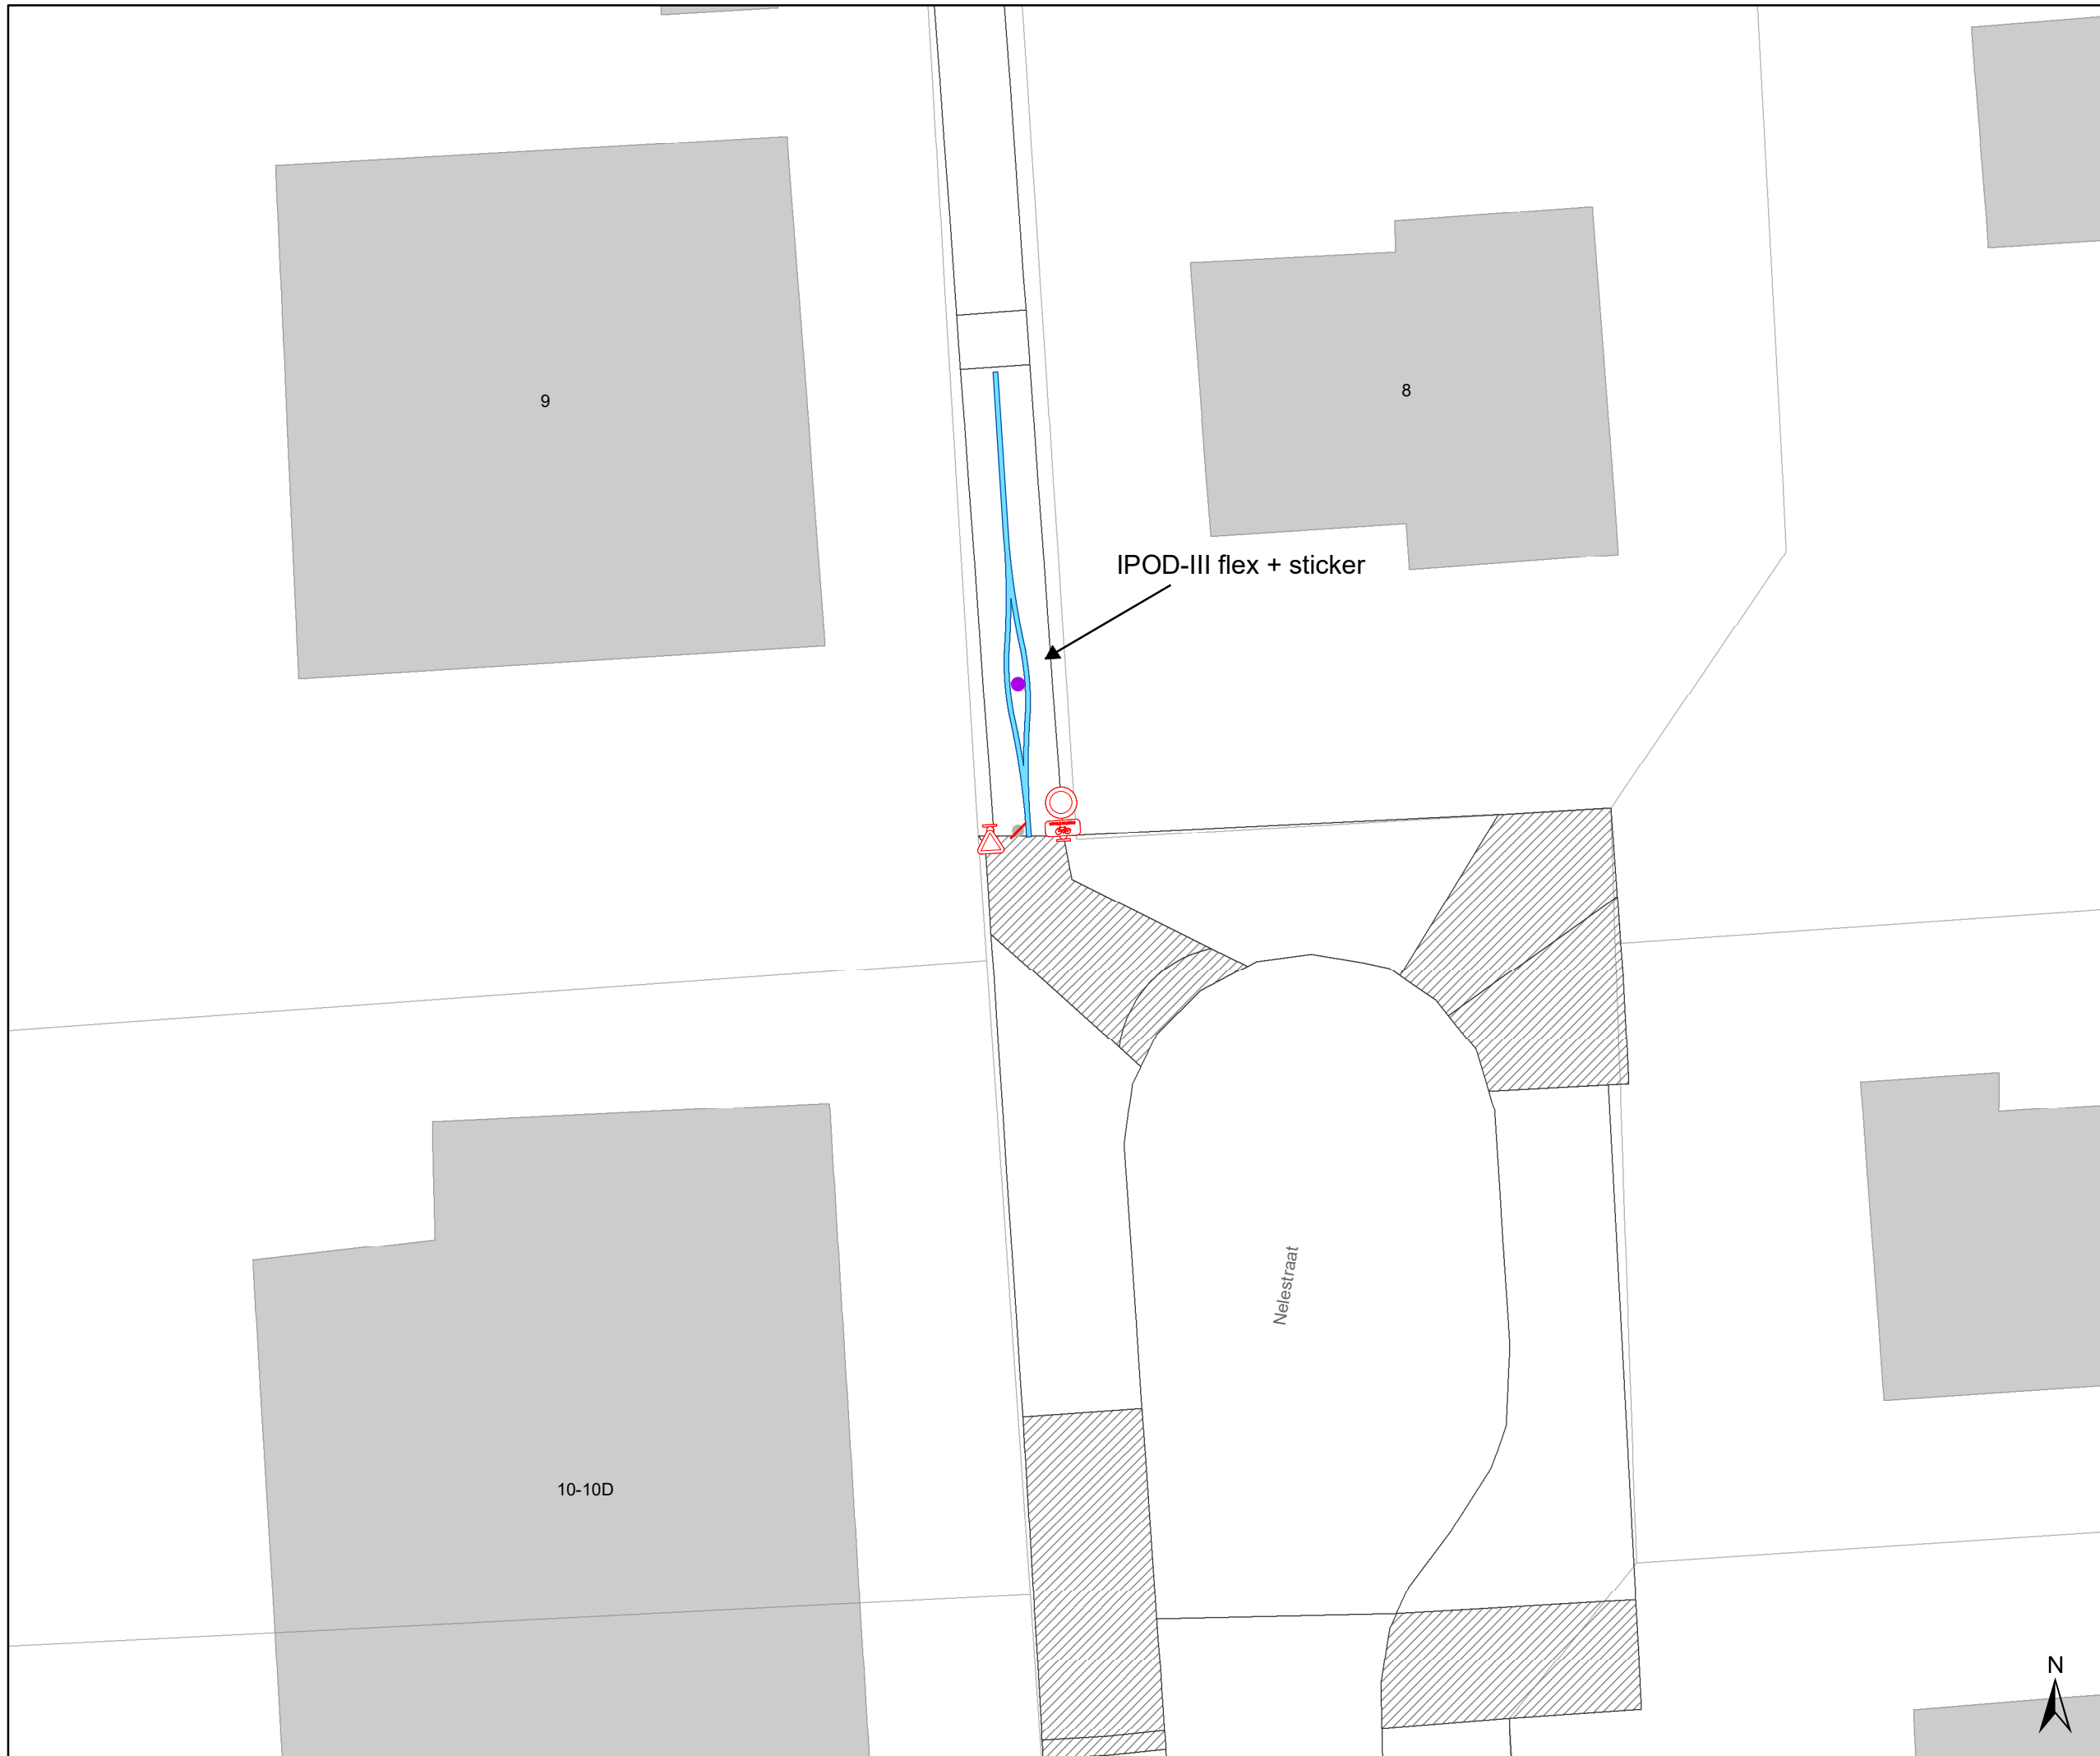 9
8
IPOD-III flex + sticker
Nelestraat
10-10D
N